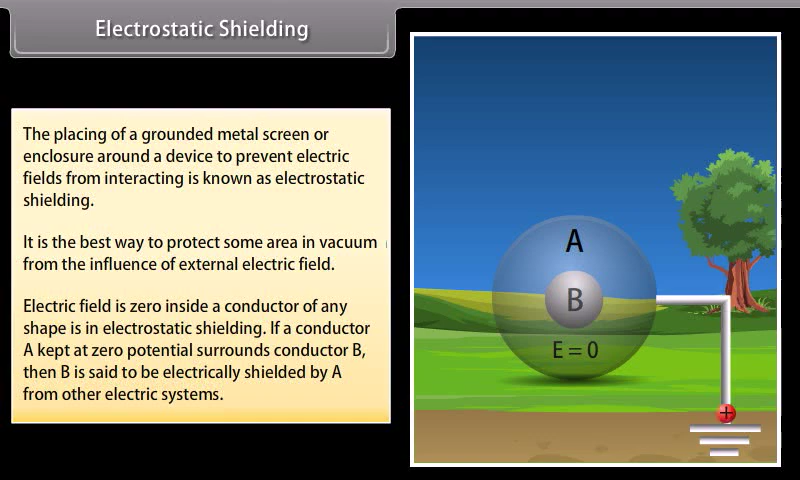 Electrostatic Shielding
The placing of a grounded metal screen or
enclosure around a device to prevent electric
fields from interacting is known as electrostatic
shielding.
It is the best way to protect some area in vacuum
from the influence of external electric field.
Electric field is zero inside a conductor of any
shape is in electrostatic shielding. If a conductor
A kept at zero potential surrounds conductor B,
then B is said to be electrically shielded by A
from other electric systems.
A
B
E = 0
+